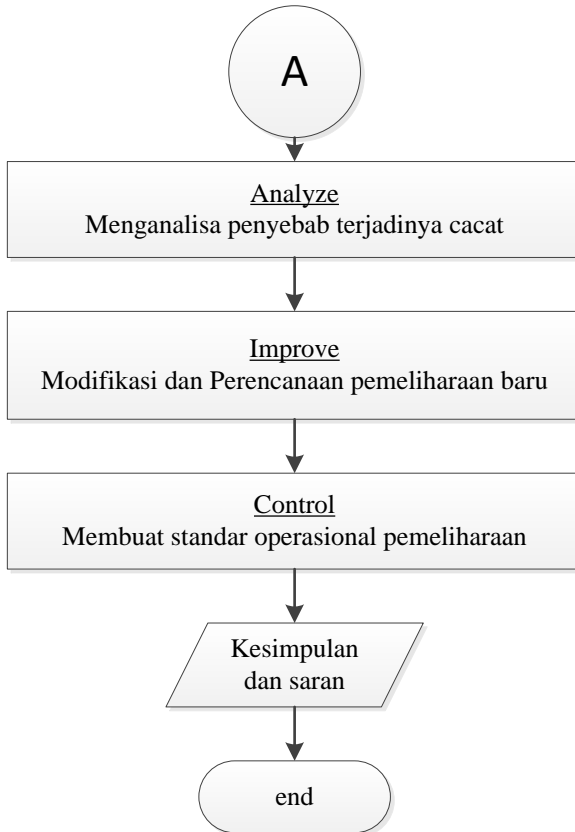 A
Analyze
Menganalisa penyebab terjadinya cacat
Improve
Modifikasi dan Perencanaan pemeliharaan baru
Control
Membuat standar operasional pemeliharaan
Kesimpulan
dan saran
end